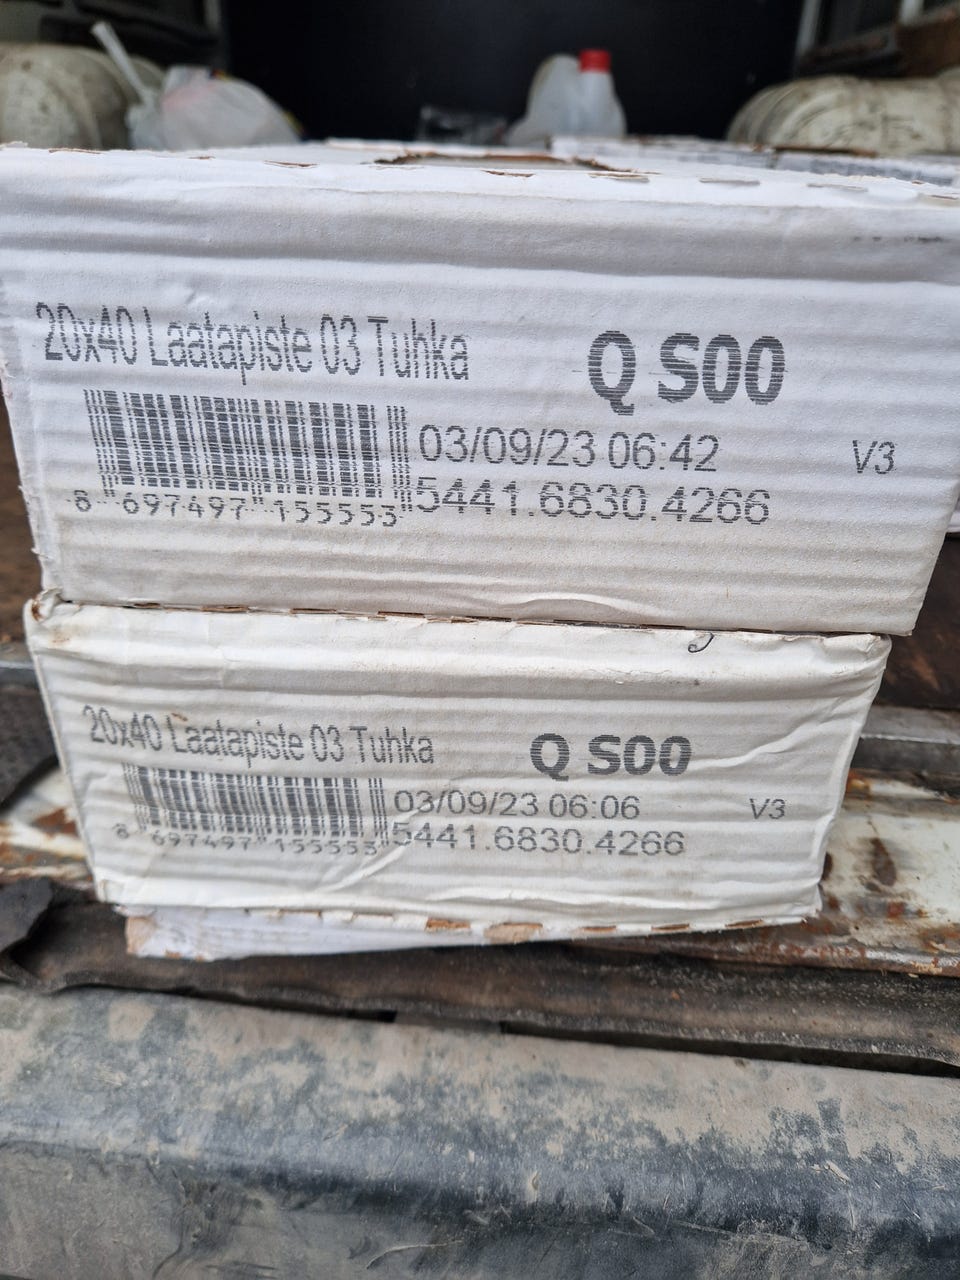 20x40 Laatapiste 03 Tuhka
Q S00
03/09/23 06:42
V3
5441.6830.4266
8 697497 155553
20x40 Laatapiste 03 Tuhka
Q S00
03/09/23 06:06
V3
5441.6830.4266
8 697497 155553